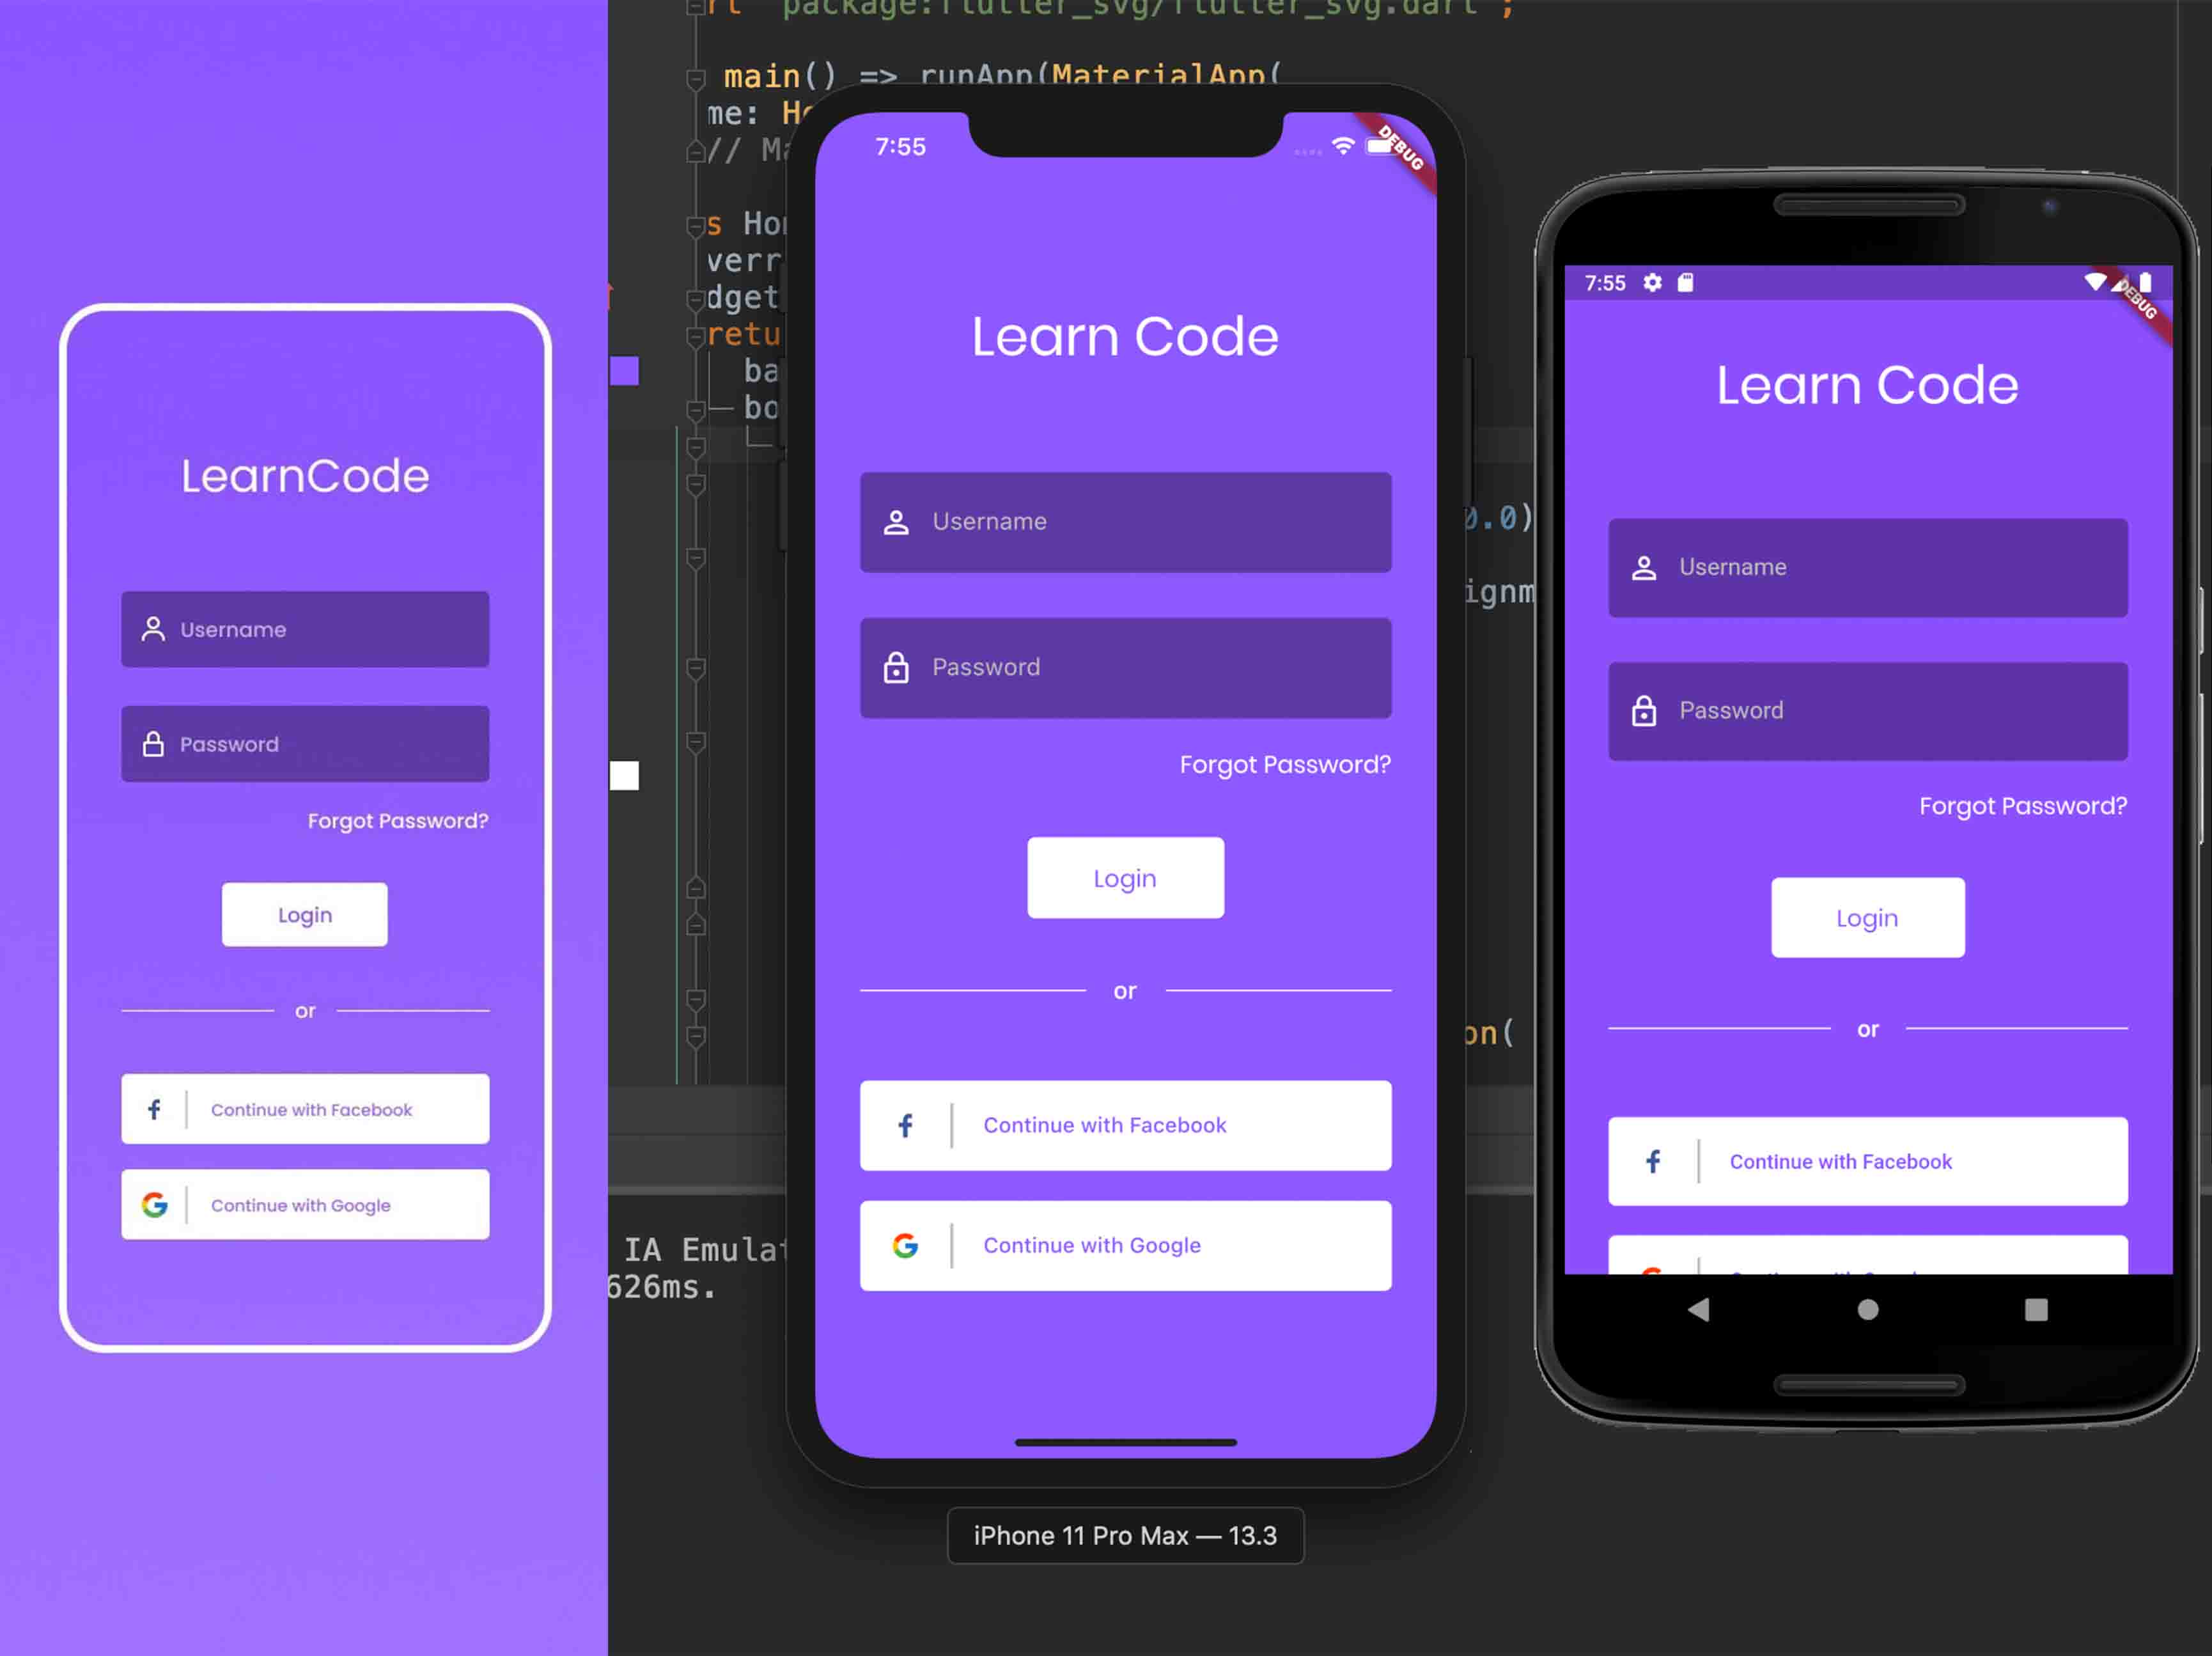 LearnCode
Username
Password
Forgot Password?
Login
or
Continue with Facebook
Continue with Google
package:flutter_svg/flutter_svg.dart';
main() => runApp(MaterialApp(
me: Ho
// Ma
s Hom
verr
dget
retu
ba
bo
0.0)
ignm
on(
IA Emulat
626ms.
7:55
DEBUG
Learn Code
Username
Password
Forgot Password?
Login
or
Continue with Facebook
Continue with Google
iPhone 11 Pro Max — 13.3
7:55
DEBUG
Learn Code
Username
Password
Forgot Password?
Login
or
Continue with Facebook